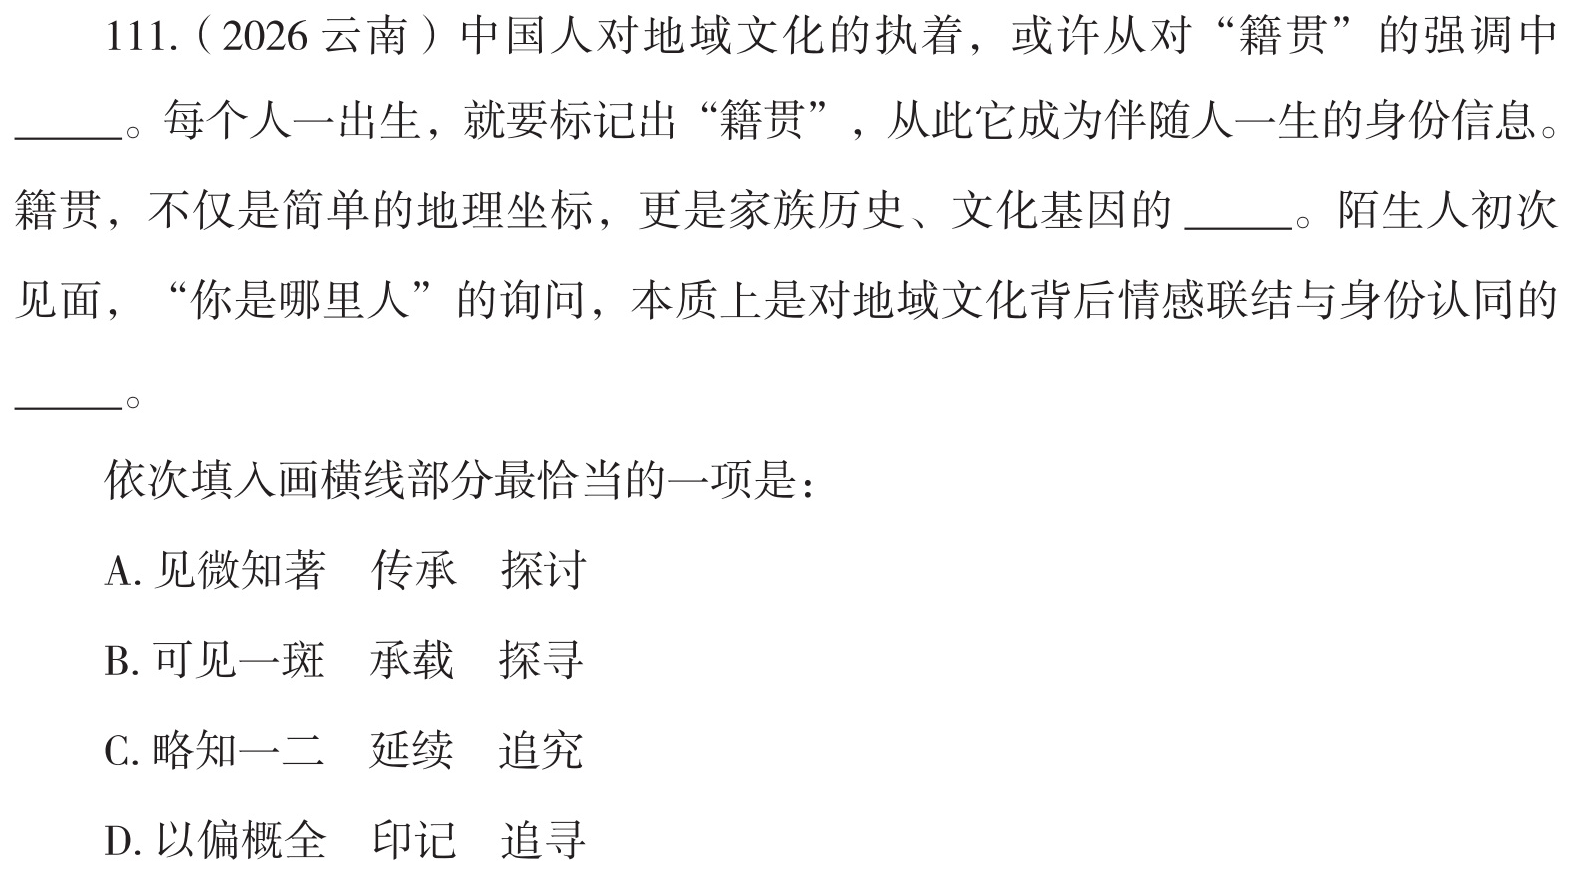 111.（2026 云南）中国人对地域文化的执着，或许从对“籍贯”的强调中
_____。每个人一出生，就要标记出“籍贯”，从此它成为伴随人一生的身份信息。
籍贯，不仅是简单的地理坐标，更是家族历史、文化基因的 _____。陌生人初次
见面，“你是哪里人”的询问，本质上是对地域文化背后情感联结与身份认同的
_____。
依次填入画横线部分最恰当的一项是：
A. 见微知著 传承 探讨
B. 可见一斑 承载 探寻
C. 略知一二 延续 追究
D. 以偏概全 印记 追寻